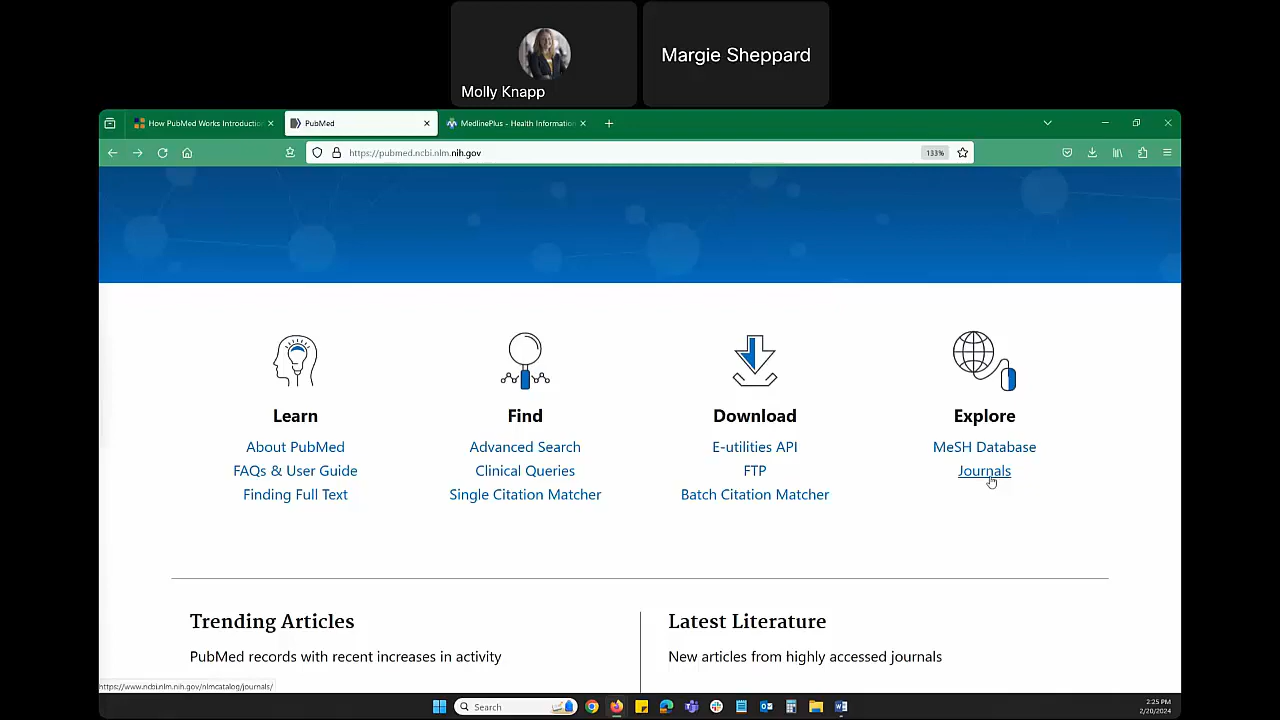 Molly Knapp
Margie Sheppard
How PubMed Works Introduction
PubMed
MedlinePlus - Health Information
https://pubmed.ncbi.nlm.nih.gov
133%
Learn
About PubMed
FAQs & User Guide
Finding Full Text
Find
Advanced Search
Clinical Queries
Single Citation Matcher
Download
E-utilities API
FTP
Batch Citation Matcher
Explore
MeSH Database
Journals
Trending Articles
PubMed records with recent increases in activity
Latest Literature
New articles from highly accessed journals
https://www.ncbi.nlm.nih.gov/nlmcatalog/journals/
Search
2:25 PM
2/20/2024